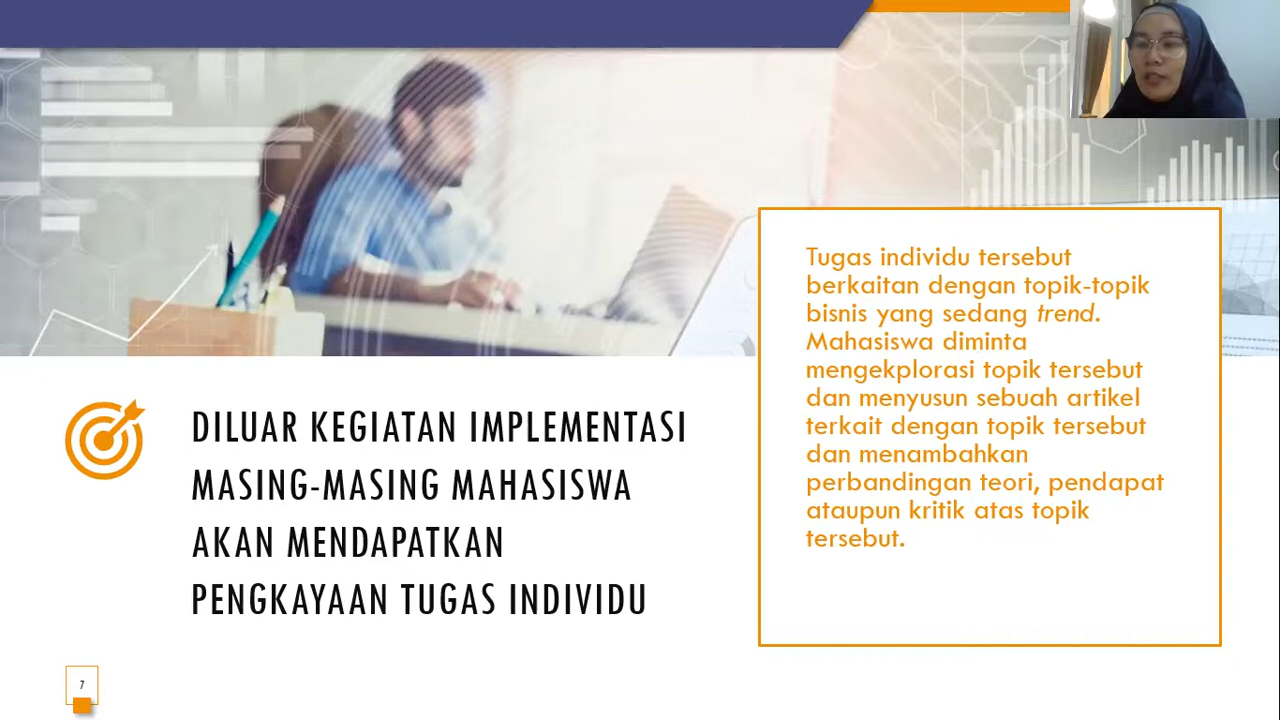 DILUAR KEGIATAN IMPLEMENTASI
MASING-MASING MAHASISWA
AKAN MENDAPATKAN
PENGKAYAAN TUGAS INDIVIDU
Tugas individu tersebut
berkaitan dengan topik-topik
bisnis yang sedang trend.
Mahasiswa diminta
mengekplorasi topik tersebut
dan menyusun sebuah artikel
terkait dengan topik tersebut
dan menambahkan
perbandingan teori, pendapat
ataupun kritik atas topik
tersebut.
7